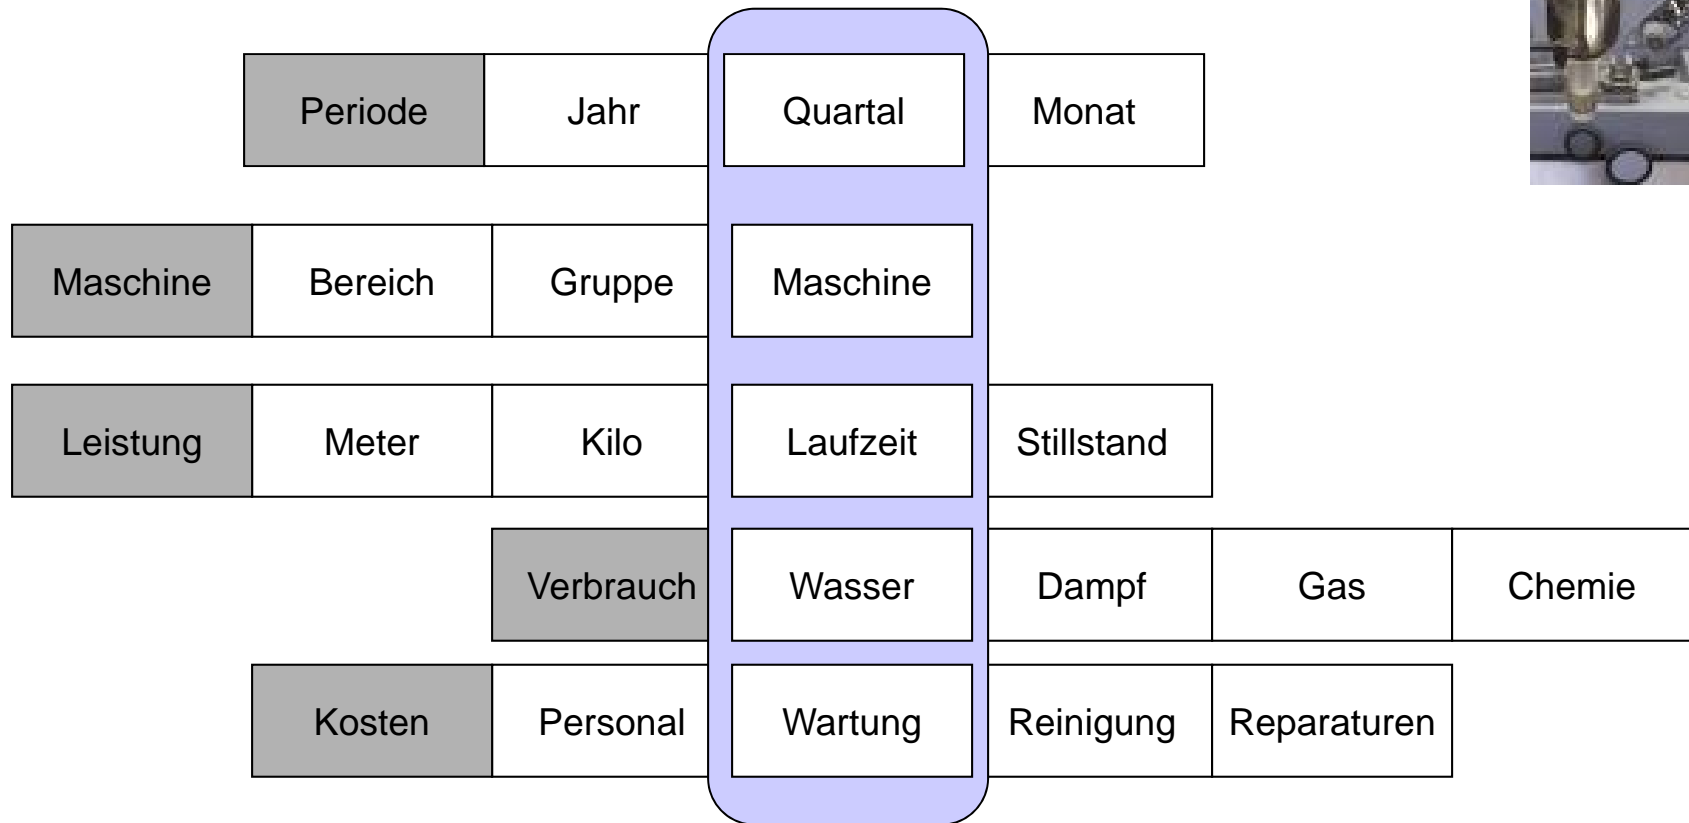 Periode Jahr Quartal Monat
Maschine Bereich Gruppe Maschine
Leistung Meter Kilo Laufzeit Stillstand
Verbrauch Wasser Dampf Gas Chemie
Kosten Personal Wartung Reinigung Reparaturen